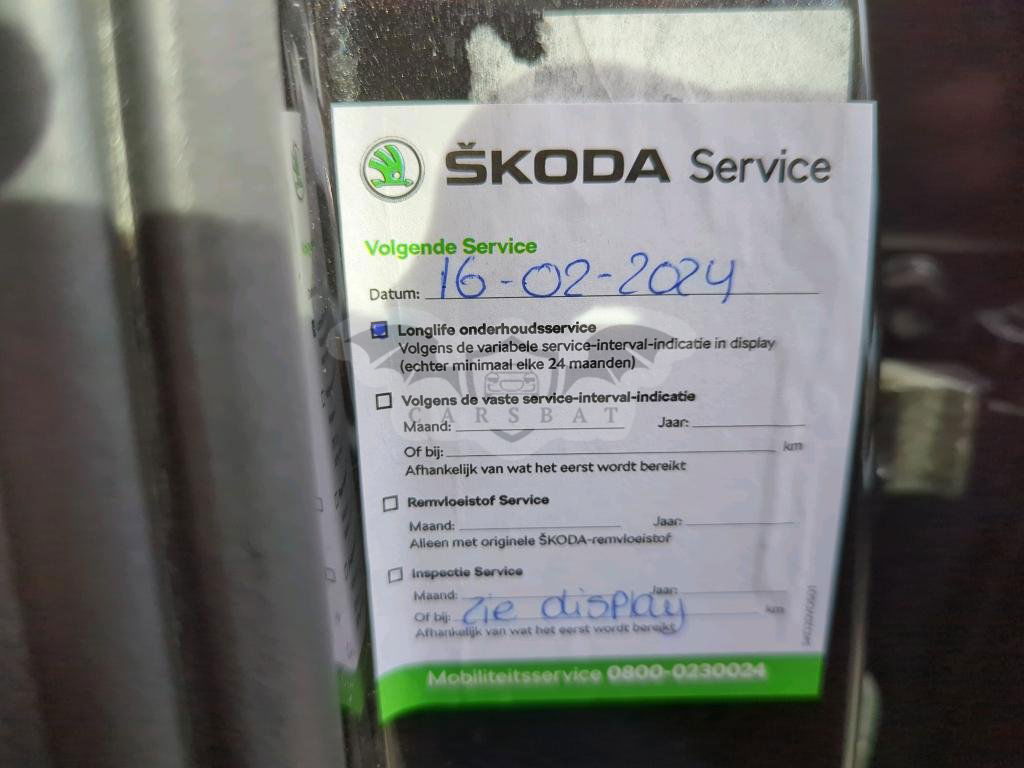 ŠKODA Service
Volgende Service
Datum: 16-02-2024
Longlife onderhoudsservice
Volgens de variabele service-interval-indicatie in display
(echter minimaal elke 24 maanden)
Volgens de vaste service-interval-indicatie
CARSBAT
Maand: Jaar:
Of bij: km
Afhankelijk van wat het eerst wordt bereikt
Remvloeistof Service
Maand: Jaar:
Alleen met originele ŠKODA-remvloeistof
Inspectie Service
Maand: Jaar:
Of bij: zie display km
Afhankelijk van wat het eerst wordt bereikt
Mobiliteitsservice 0800-0230024